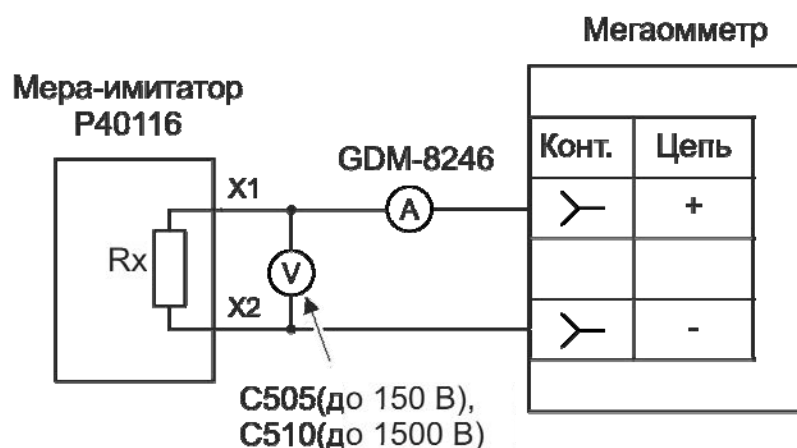 Мегаомметр
Мера-имитатор
Р40116
GDM-8246
Конт.
Цепь
X1
A
+
Rx
V
X2
-
С505(до 150 В),
С510(до 1500 В)